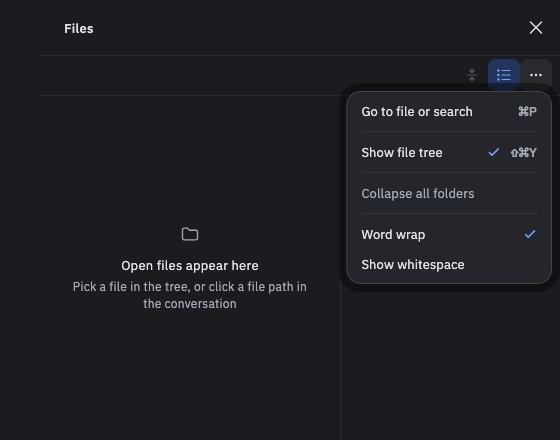 Files
Go to file or search ⌘P
Show file tree ⇧⌘Y
Collapse all folders
Word wrap
Show whitespace
Open files appear here
Pick a file in the tree, or click a file path in
the conversation